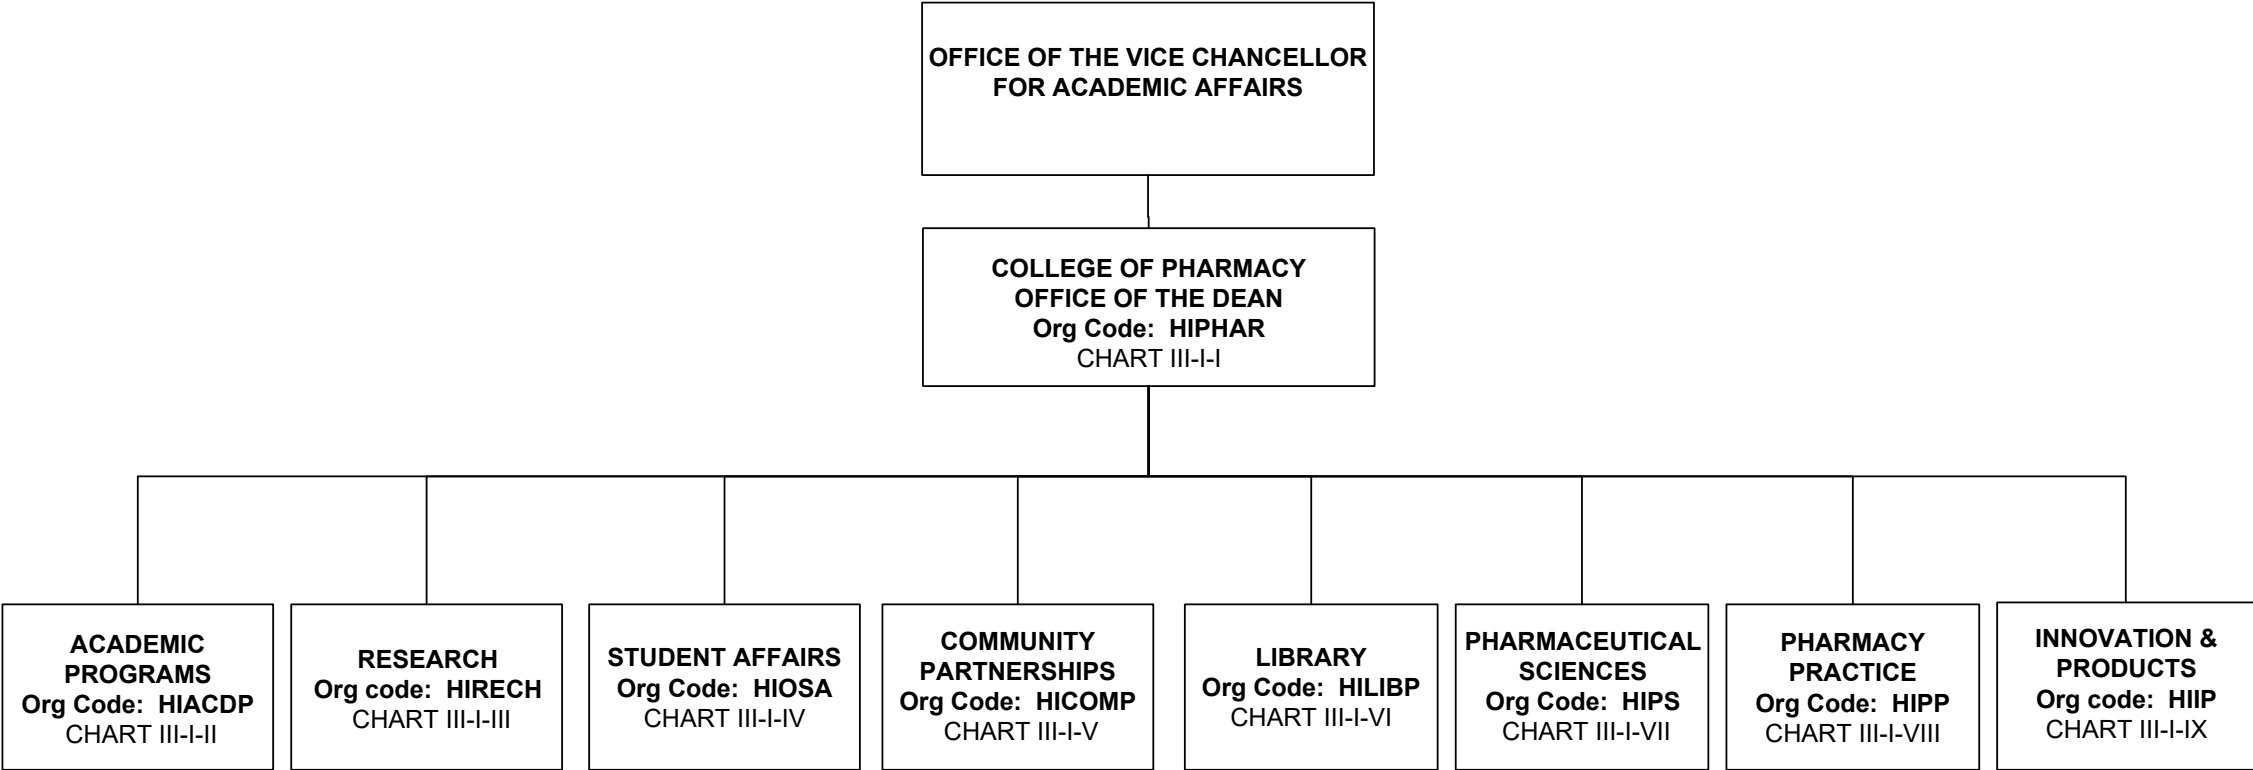 OFFICE OF THE VICE CHANCELLOR
FOR ACADEMIC AFFAIRS
COLLEGE OF PHARMACY
OFFICE OF THE DEAN
Org Code: HIPHAR
CHART III-I-I
ACADEMIC
PROGRAMS
Org Code: HIACDP
CHART III-I-II
RESEARCH
Org code: HIRECH
CHART III-I-III
STUDENT AFFAIRS
Org Code: HIOSA
CHART III-I-IV
COMMUNITY
PARTNERSHIPS
Org Code: HICOMP
CHART III-I-V
LIBRARY
Org Code: HILIBP
CHART III-I-VI
PHARMACEUTICAL
SCIENCES
Org Code: HIPS
CHART III-I-VII
PHARMACY
PRACTICE
Org Code: HIPP
CHART III-I-VIII
INNOVATION &
PRODUCTS
Org code: HIIP
CHART III-I-IX